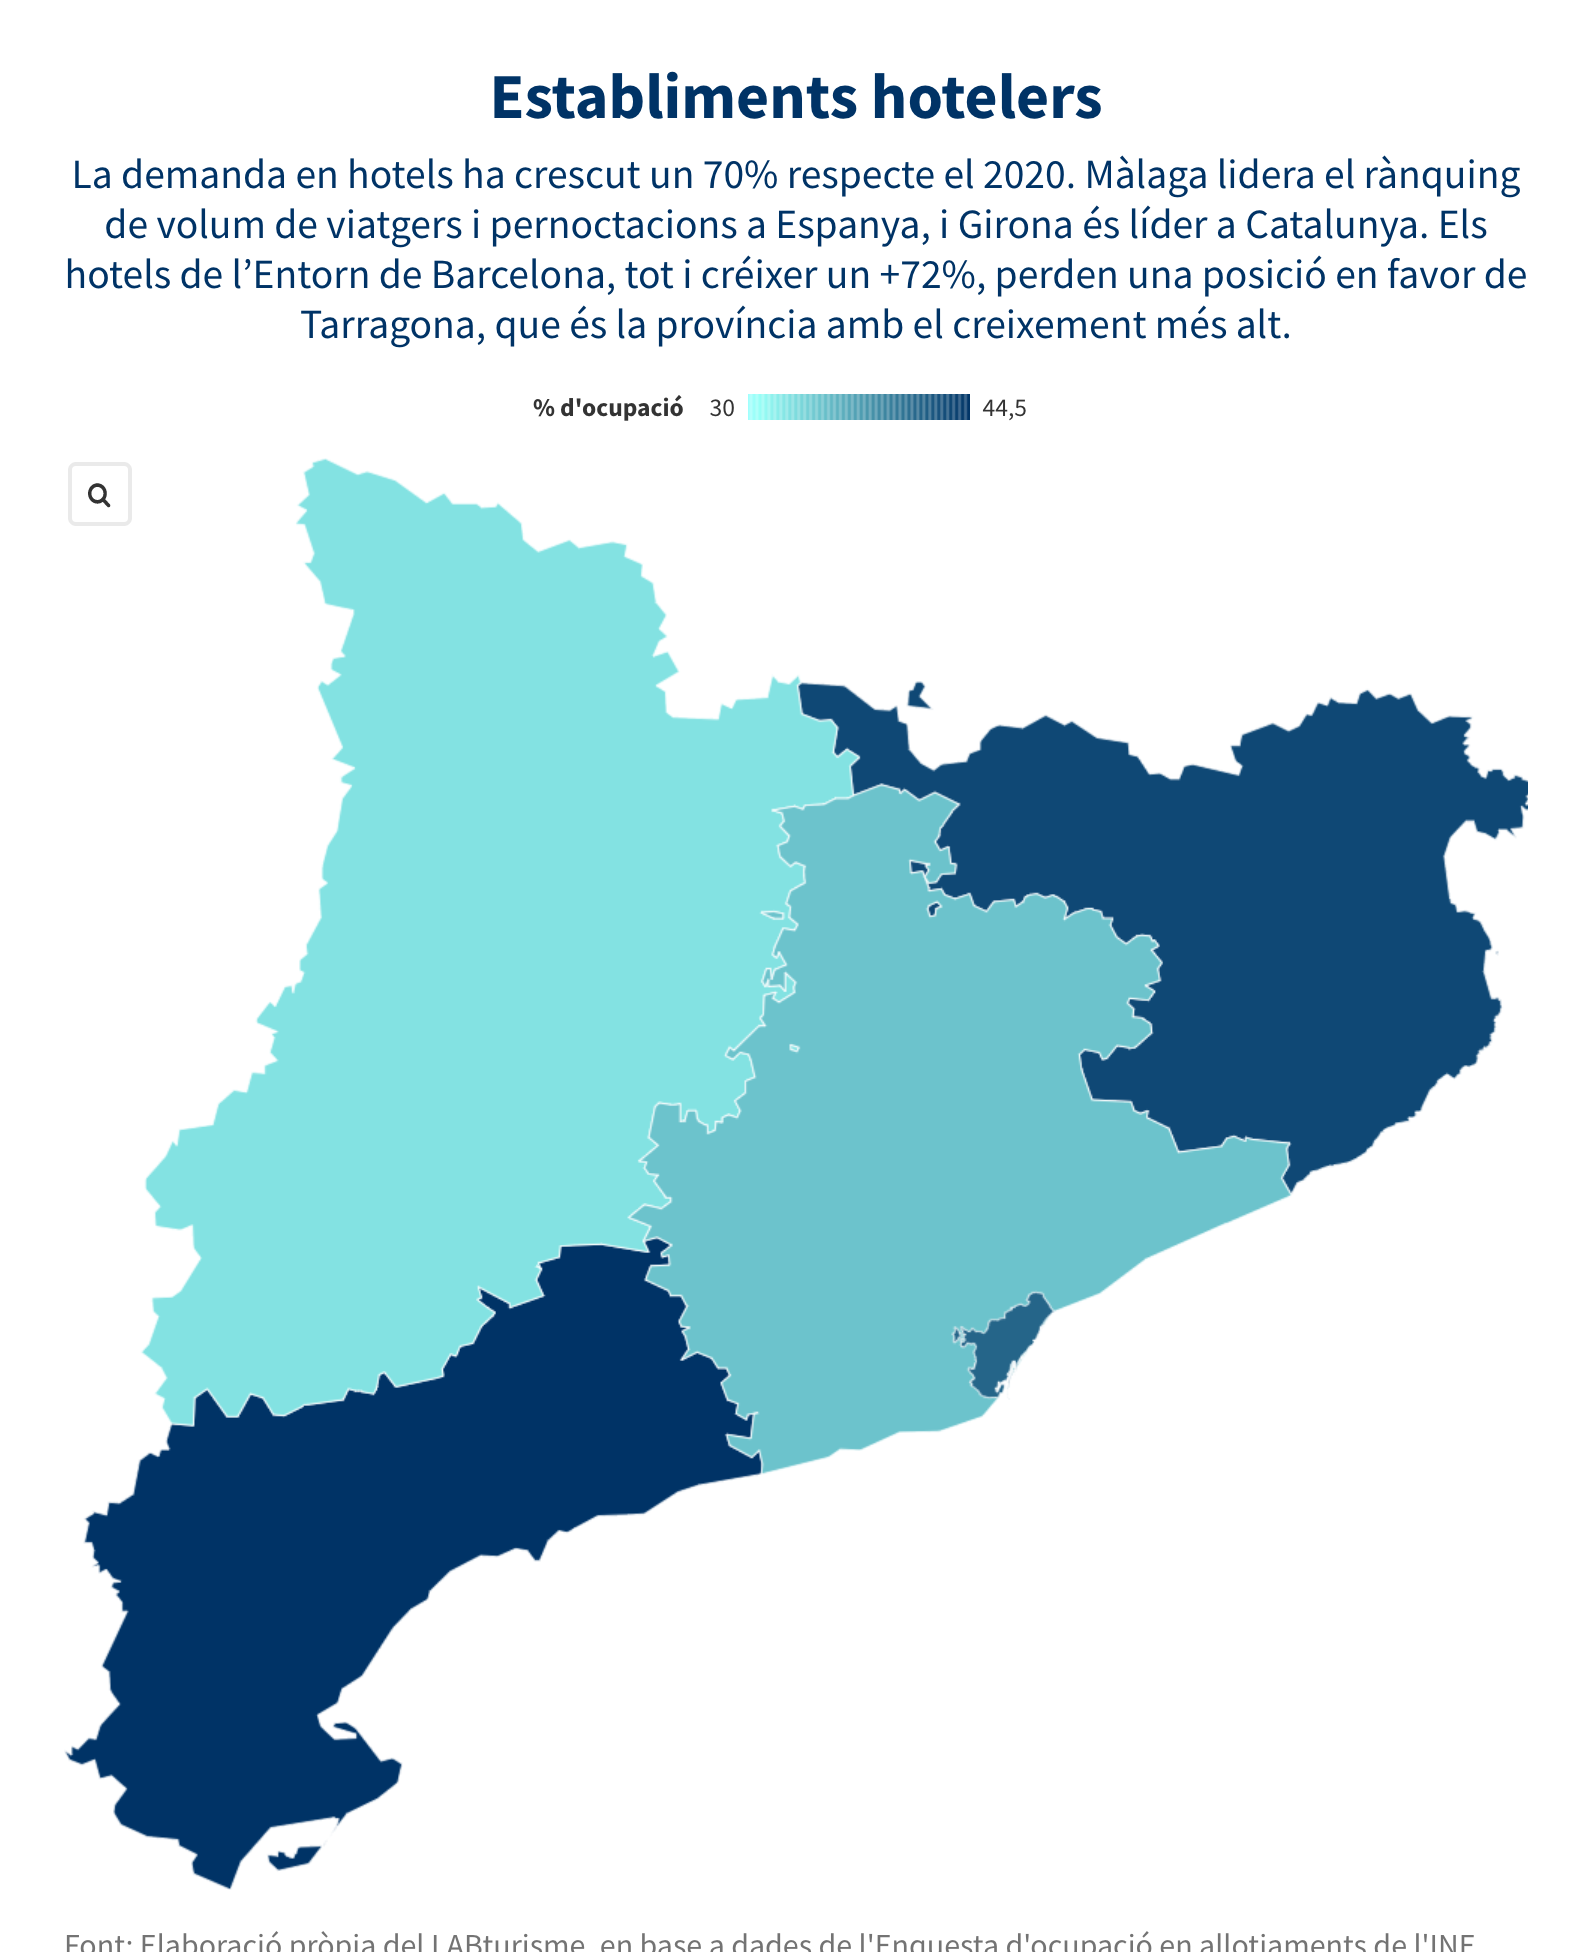 Establiments hotelers
La demanda en hotels ha crescut un 70% respecte el 2020. Màlaga lidera el rànquing
de volum de viatgers i pernoctacions a Espanya, i Girona és líder a Catalunya. Els
hotels de l’Entorn de Barcelona, tot i créixer un +72%, perden una posició en favor de
Tarragona, que és la província amb el creixement més alt.
% d'ocupació 30 44,5
Font: Elaboració pròpia del LABturisme, en base a dades de l'Enquesta d'ocupació en allotjaments de l'INE